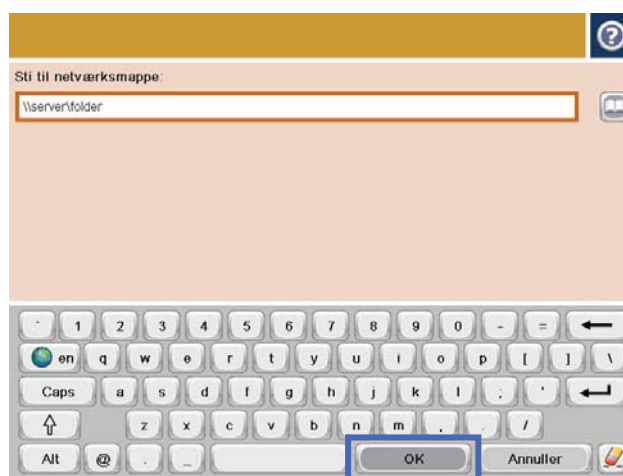 ?
Sti til netværksmappe:
\\server\folder
` 1 2 3 4 5 6 7 8 9 0 - =
en q w e r t y u i o p [ ] \
Caps a s d f g h j k l ; '
z x c v b n m , . /
Alt @ . _ OK Annuller